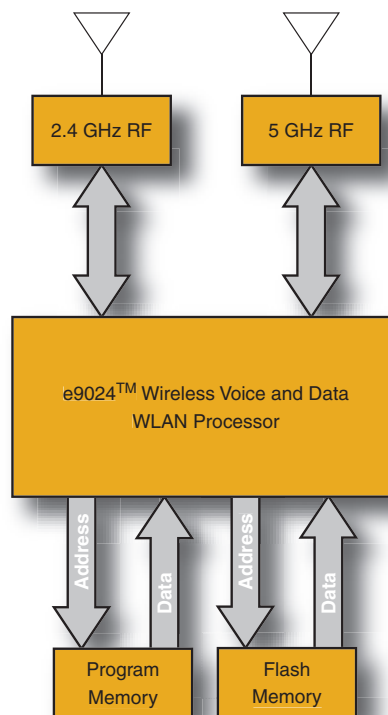 2.4 GHz RF
5 GHz RF
e9024™ Wireless Voice and Data
WLAN Processor
Address
Data
Address
Data
Program
Memory
Flash
Memory